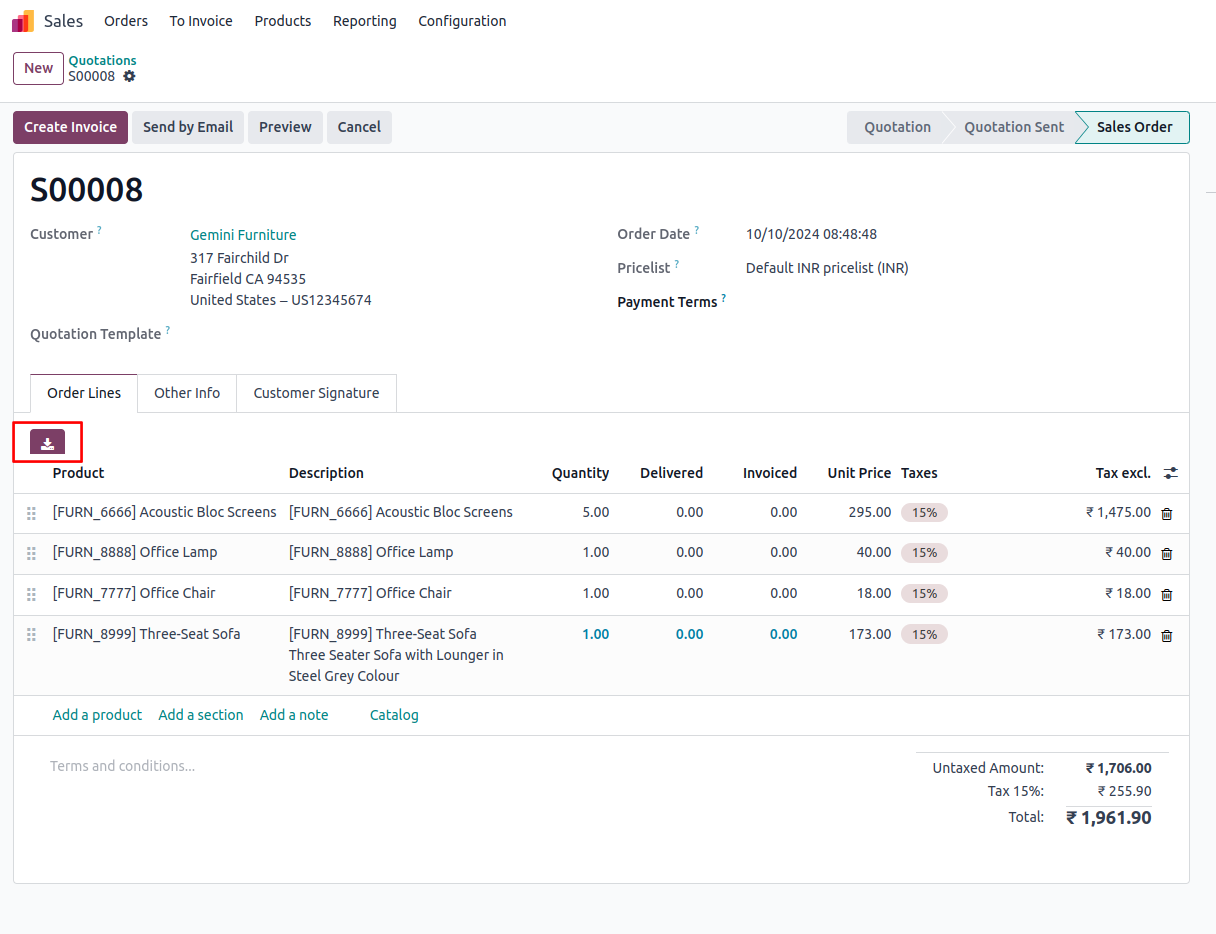 Sales Orders To Invoice Products Reporting Configuration
New Quotations
S00008
Create Invoice Send by Email Preview Cancel Quotation Quotation Sent Sales Order
S00008
Customer ? Gemini Furniture
317 Fairchild Dr
Fairfield CA 94535
United States – US12345674
Quotation Template ?
Order Date ? 10/10/2024 08:48:48
Pricelist ? Default INR pricelist (INR)
Payment Terms ?
Order Lines Other Info Customer Signature
Product Description Quantity Delivered Invoiced Unit Price Taxes Tax excl.
[FURN_6666] Acoustic Bloc Screens [FURN_6666] Acoustic Bloc Screens 5.00 0.00 0.00 295.00 15% ₹ 1,475.00
[FURN_8888] Office Lamp [FURN_8888] Office Lamp 1.00 0.00 0.00 40.00 15% ₹ 40.00
[FURN_7777] Office Chair [FURN_7777] Office Chair 1.00 0.00 0.00 18.00 15% ₹ 18.00
[FURN_8999] Three-Seat Sofa [FURN_8999] Three-Seat Sofa 1.00 0.00 0.00 173.00 15% ₹ 173.00
Three Seater Sofa with Lounger in
Steel Grey Colour
Add a product Add a section Add a note Catalog
Terms and conditions...
Untaxed Amount: ₹ 1,706.00
Tax 15%: ₹ 255.90
Total: ₹ 1,961.90